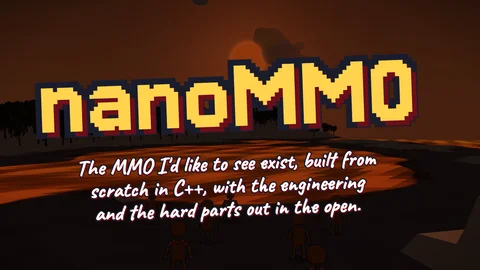 nanoMMO
The MMO I'd like to see exist, built from
scratch in C++, with the engineering
and the hard parts out in the open.